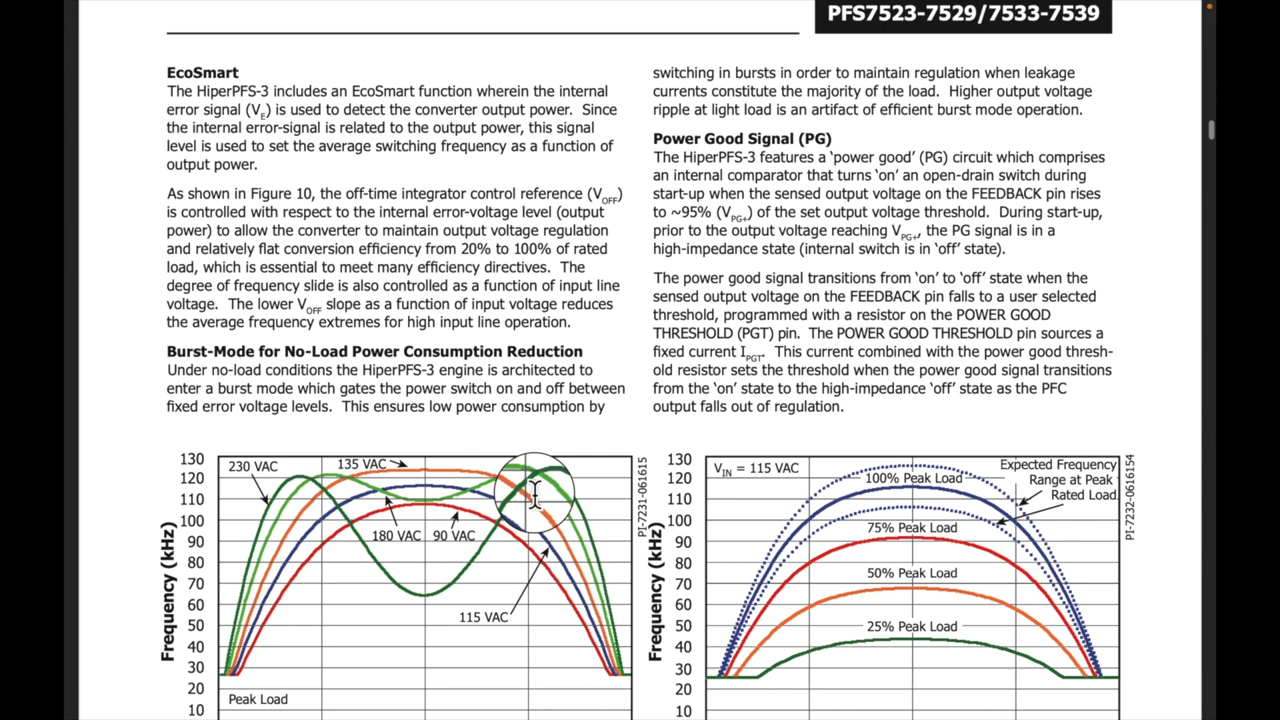 PFS7523-7529/7533-7539
EcoSmart
The HiperPFS-3 includes an EcoSmart function wherein the internal
error signal (VE) is used to detect the converter output power. Since
the internal error-signal is related to the output power, this signal
level is used to set the average switching frequency as a function of
output power.
As shown in Figure 10, the off-time integrator control reference (VOFF)
is controlled with respect to the internal error-voltage level (output
power) to allow the converter to maintain output voltage regulation
and relatively flat conversion efficiency from 20% to 100% of rated
load, which is essential to meet many efficiency directives. The
degree of frequency slide is also controlled as a function of input line
voltage. The lower VOFF slope as a function of input voltage reduces
the average frequency extremes for high input line operation.
Burst-Mode for No-Load Power Consumption Reduction
Under no-load conditions the HiperPFS-3 engine is architected to
enter a burst mode which gates the power switch on and off between
fixed error voltage levels. This ensures low power consumption by
switching in bursts in order to maintain regulation when leakage
currents constitute the majority of the load. Higher output voltage
ripple at light load is an artifact of efficient burst mode operation.
Power Good Signal (PG)
The HiperPFS-3 features a ‘power good’ (PG) circuit which comprises
an internal comparator that turns ‘on’ an open-drain switch during
start-up when the sensed output voltage on the FEEDBACK pin rises
to ~95% (VPG+) of the set output voltage threshold. During start-up,
prior to the output voltage reaching VPG+, the PG signal is in a
high-impedance state (internal switch is in ‘off’ state).
The power good signal transitions from ‘on’ to ‘off’ state when the
sensed output voltage on the FEEDBACK pin falls to a user selected
threshold, programmed with a resistor on the POWER GOOD
THRESHOLD (PGT) pin. The POWER GOOD THRESHOLD pin sources a
fixed current IPGT. This current combined with the power good thresh-
old resistor sets the threshold when the power good signal transitions
from the ‘on’ state to the high-impedance ‘off’ state as the PFC
output falls out of regulation.
130
120
110
100
90
80
70
60
50
40
30
20
10
Frequency (kHz)
230 VAC
135 VAC
180 VAC
90 VAC
115 VAC
Peak Load
PI-7231-061615
130
120
110
100
90
80
70
60
50
40
30
20
10
Frequency (kHz)
VIN = 115 VAC
Expected Frequency
Range at Peak
Rated Load
100% Peak Load
75% Peak Load
50% Peak Load
25% Peak Load
PI-7232-0616154